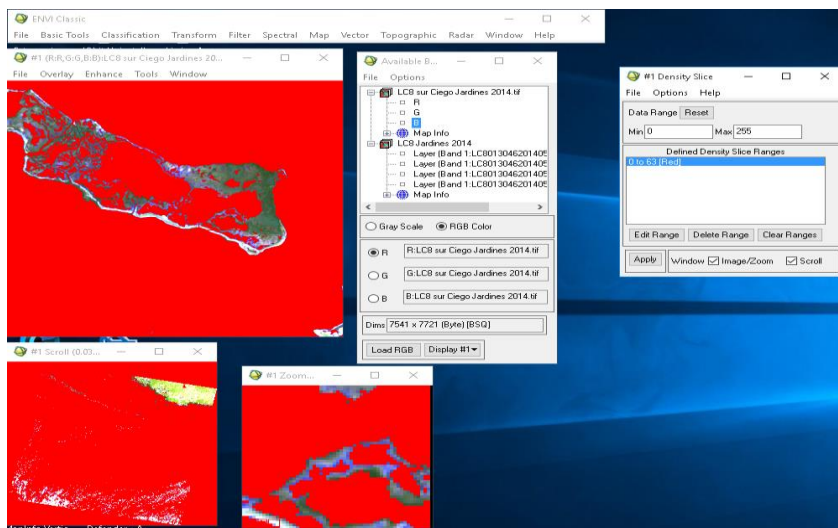 ENVI Classic
File Basic Tools Classification Transform Filter Spectral Map Vector Topographic Radar Window Help
#1 (R:R,G:G,B:B):LC8 sur Ciego Jardines 20...
File Overlay Enhance Tools Window
Available B...
File Options
LC8 sur Ciego Jardines 2014.tif
R
G
B
Map Info
LC8 Jardines 2014
Layer (Band 1:LC8013046201405
Layer (Band 1:LC8013046201405
Layer (Band 1:LC8013046201405
Layer (Band 1:LC8013046201405
Map Info
Gray Scale RGB Color
R R:LC8 sur Ciego Jardines 2014.tif
G G:LC8 sur Ciego Jardines 2014.tif
B B:LC8 sur Ciego Jardines 2014.tif
Dims 7541 x 7721 (Byte) [BSQ]
Load RGB Display #1
#1 Density Slice
File Options Help
Data Range Reset
Min 0 Max 255
Defined Density Slice Ranges
0 to 63 [Red]
Edit Range Delete Range Clear Ranges
Apply Window Image/Zoom Scroll
#1 Scroll (0.03...
#1 Zoom...